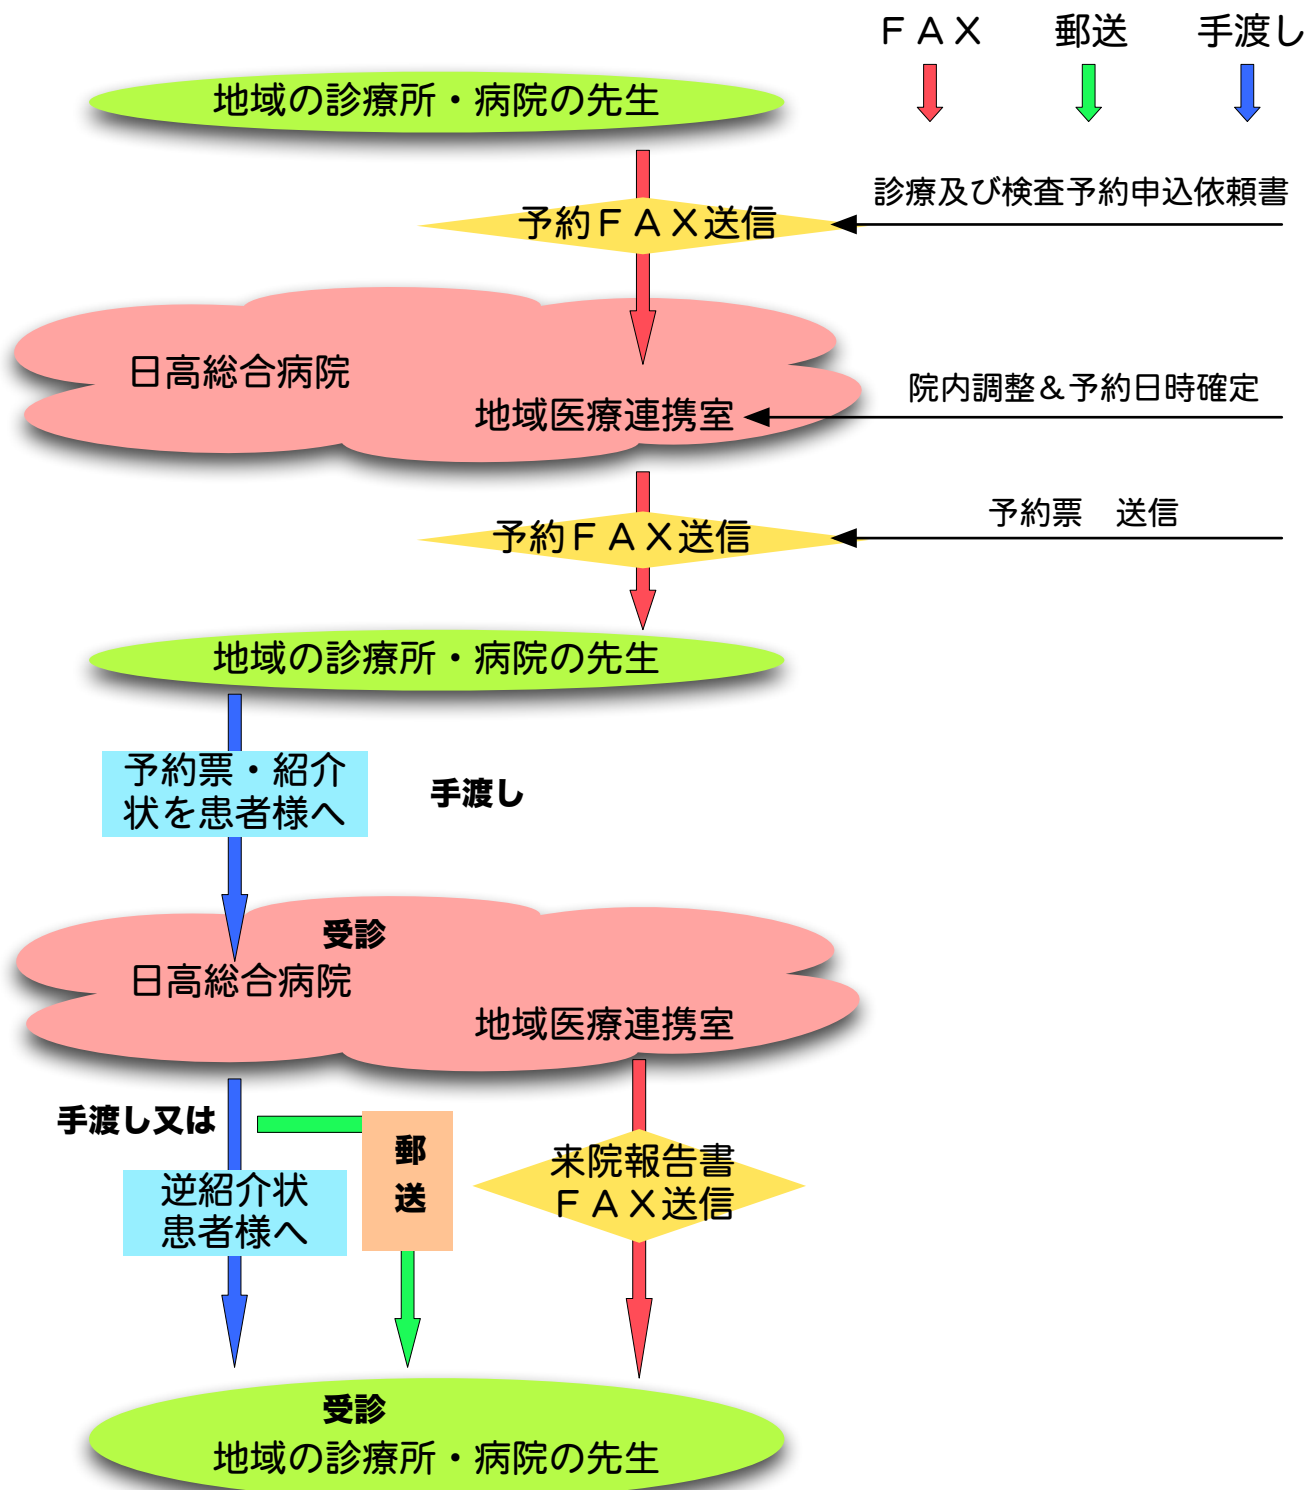 ＦＡＸ　郵送　手渡し
地域の診療所・病院の先生
診療及び検査予約申込依頼書
予約ＦＡＸ送信
日高総合病院
院内調整＆予約日時確定
地域医療連携室
予約票　送信
予約ＦＡＸ送信
地域の診療所・病院の先生
予約票・紹介
状を患者様へ
手渡し
受診
日高総合病院
地域医療連携室
手渡し又は
郵
送
逆紹介状
患者様へ
来院報告書
ＦＡＸ送信
受診
地域の診療所・病院の先生